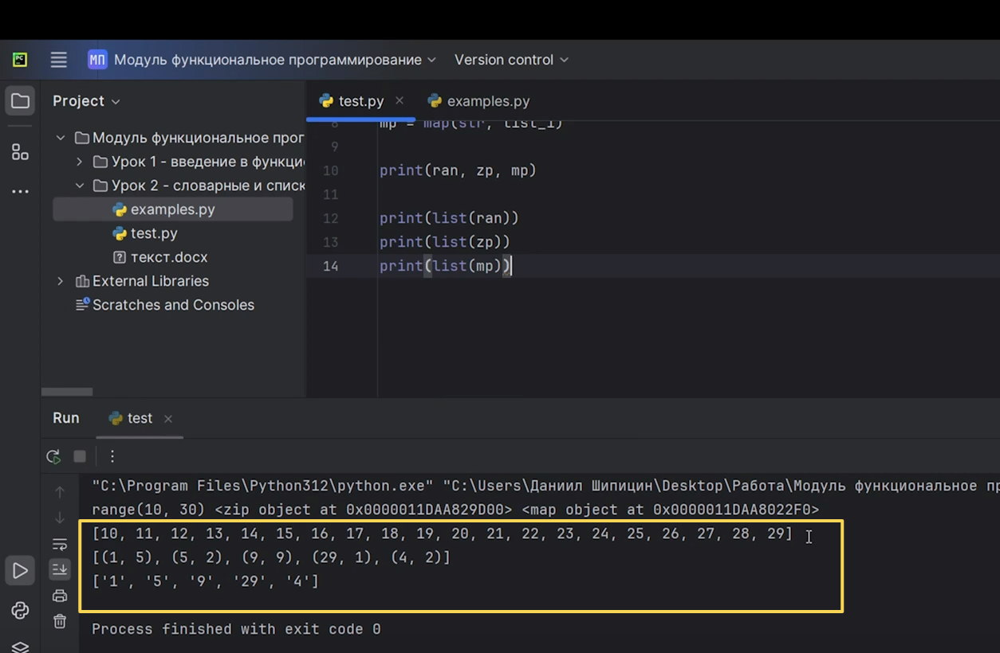 PC
МП Модуль функциональное программирование Version control
Project
test.py
examples.py
Модуль функциональное прог
Урок 1 - введение в функци
Урок 2 - словарные и списк
examples.py
test.py
текст.docx
External Libraries
Scratches and Consoles
8 mp = map(str, list_1)
9
10 print(ran, zp, mp)
11
12 print(list(ran))
13 print(list(zp))
14 print(list(mp))
Run test
"C:\Program Files\Python312\python.exe" "C:\Users\Даниил Шипицин\Desktop\Работа\Модуль функциональное пр
range(10, 30) <zip object at 0x0000011DAA829D00> <map object at 0x0000011DAA8022F0>
[10, 11, 12, 13, 14, 15, 16, 17, 18, 19, 20, 21, 22, 23, 24, 25, 26, 27, 28, 29]
[(1, 5), (5, 2), (9, 9), (29, 1), (4, 2)]
['1', '5', '9', '29', '4']
Process finished with exit code 0